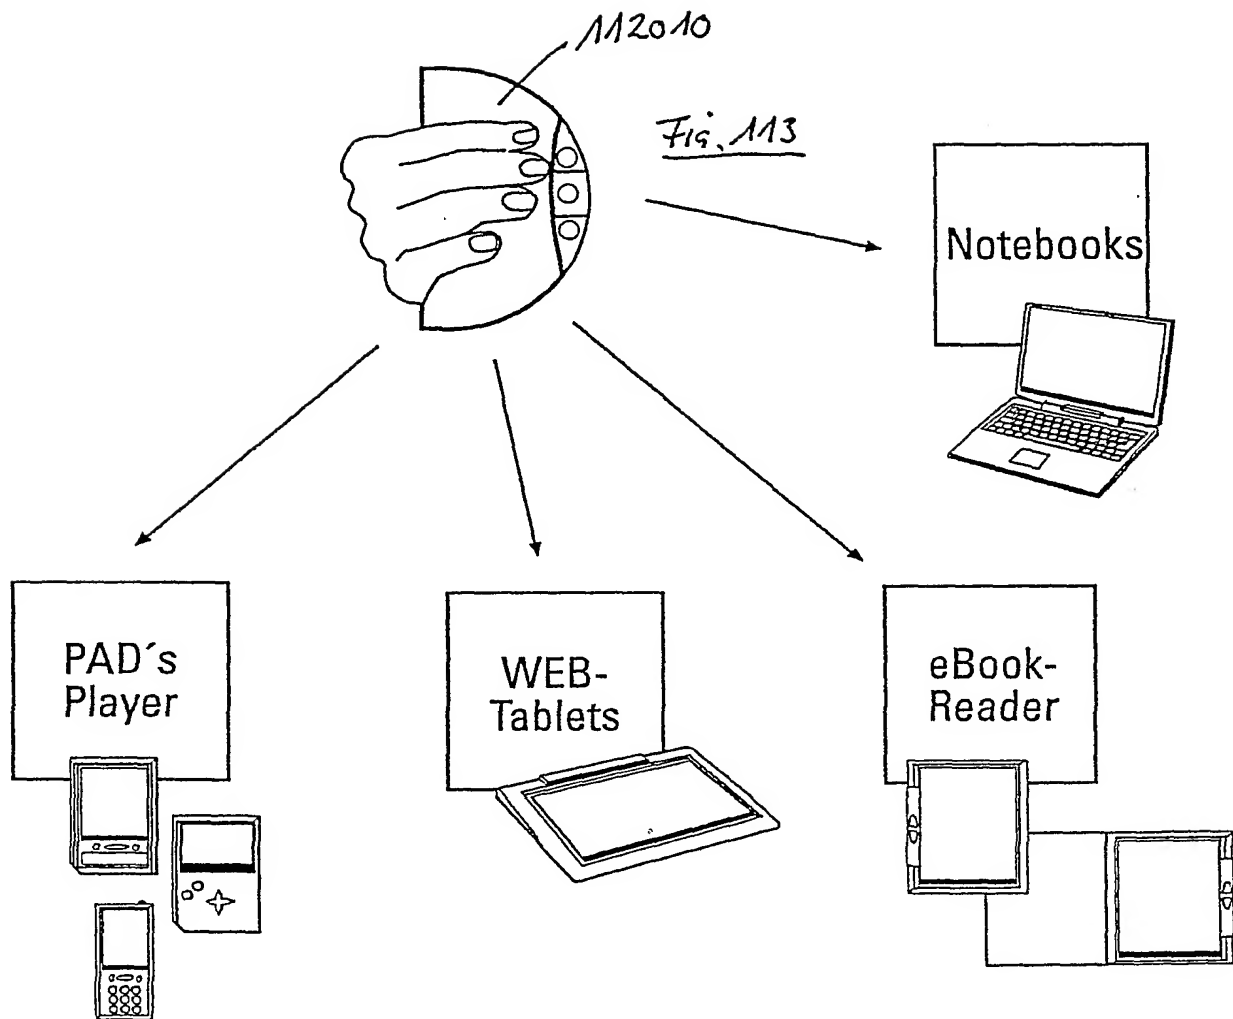 112010
Fig. 113
Notebooks
PAD´s
Player
WEB-
Tablets
eBook-
Reader